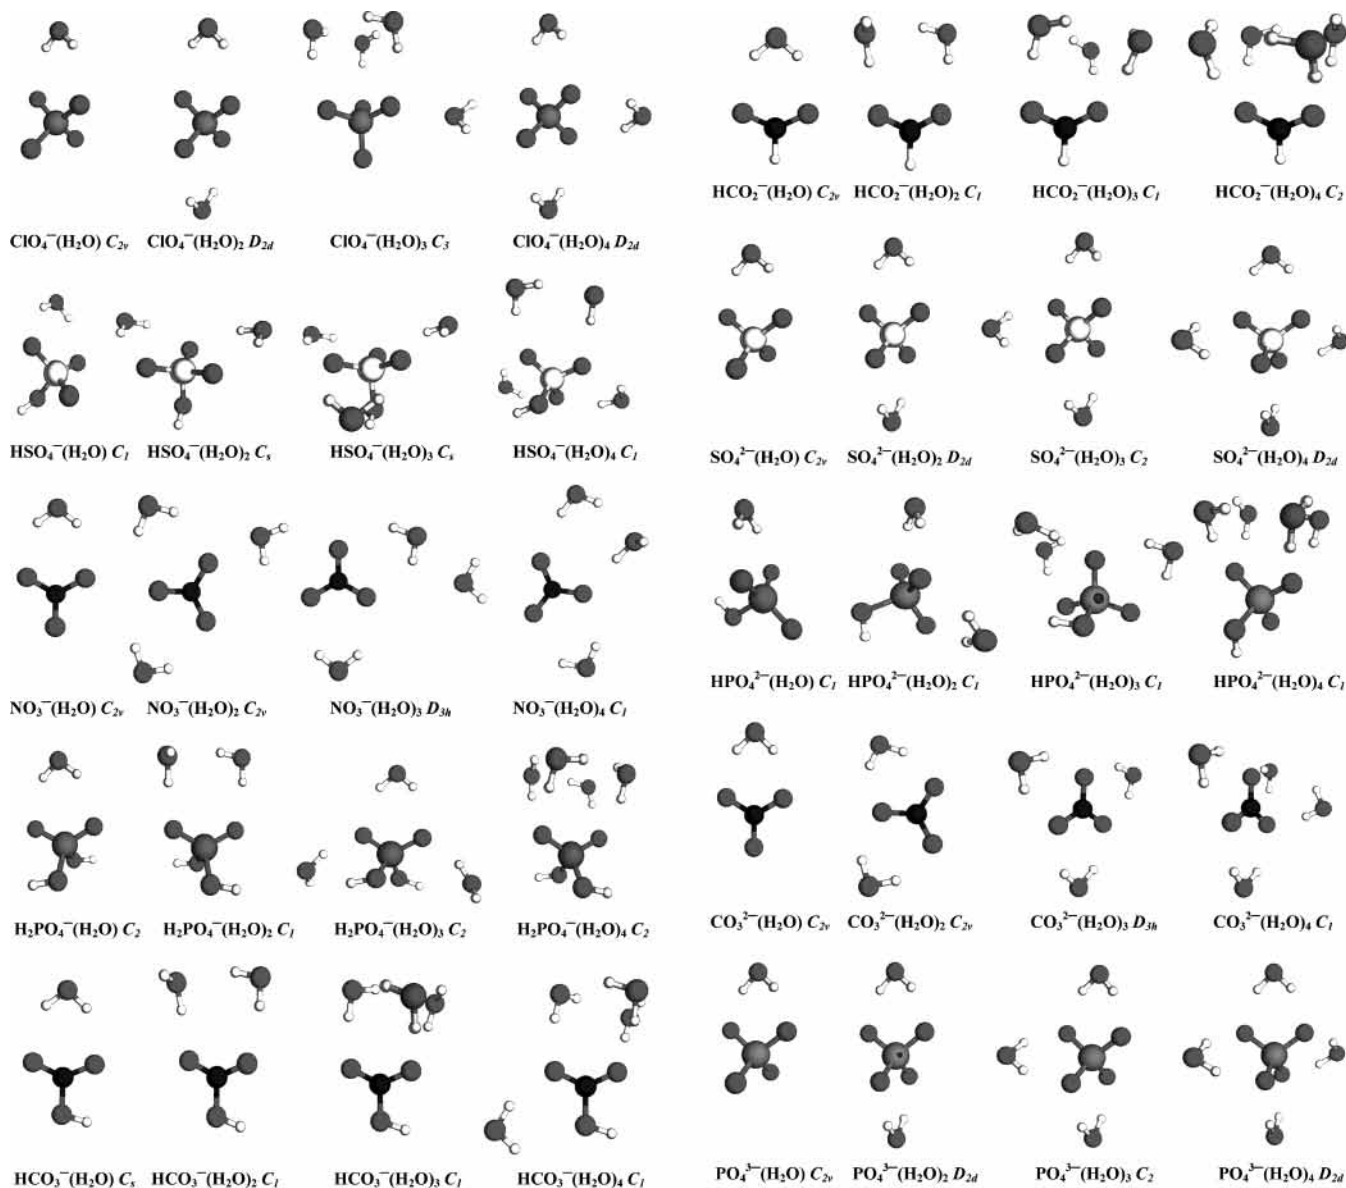 ClO₄⁻(H₂O) C₂ᵥ
ClO₄⁻(H₂O)₂ D₂d
ClO₄⁻(H₂O)₃ C₃
ClO₄⁻(H₂O)₄ D₂d
HSO₄⁻(H₂O) C₁
HSO₄⁻(H₂O)₂ Cₛ
HSO₄⁻(H₂O)₃ Cₛ
HSO₄⁻(H₂O)₄ C₁
NO₃⁻(H₂O) C₂ᵥ
NO₃⁻(H₂O)₂ C₂ᵥ
NO₃⁻(H₂O)₃ D₃h
NO₃⁻(H₂O)₄ C₁
H₂PO₄⁻(H₂O) C₂
H₂PO₄⁻(H₂O)₂ C₁
H₂PO₄⁻(H₂O)₃ C₂
H₂PO₄⁻(H₂O)₄ C₂
HCO₃⁻(H₂O) Cₛ
HCO₃⁻(H₂O)₂ C₁
HCO₃⁻(H₂O)₃ C₁
HCO₃⁻(H₂O)₄ C₁
HCO₂⁻(H₂O) C₂ᵥ
HCO₂⁻(H₂O)₂ C₁
HCO₂⁻(H₂O)₃ C₁
HCO₂⁻(H₂O)₄ C₂
SO₄²⁻(H₂O) C₂ᵥ
SO₄²⁻(H₂O)₂ D₂d
SO₄²⁻(H₂O)₃ C₂
SO₄²⁻(H₂O)₄ D₂d
HPO₄²⁻(H₂O) C₁
HPO₄²⁻(H₂O)₂ C₁
HPO₄²⁻(H₂O)₃ C₁
HPO₄²⁻(H₂O)₄ C₁
CO₃²⁻(H₂O) C₂ᵥ
CO₃²⁻(H₂O)₂ C₂ᵥ
CO₃²⁻(H₂O)₃ D₃h
CO₃²⁻(H₂O)₄ C₁
PO₄³⁻(H₂O) C₂ᵥ
PO₄³⁻(H₂O)₂ D₂d
PO₄³⁻(H₂O)₃ C₂
PO₄³⁻(H₂O)₄ D₂d